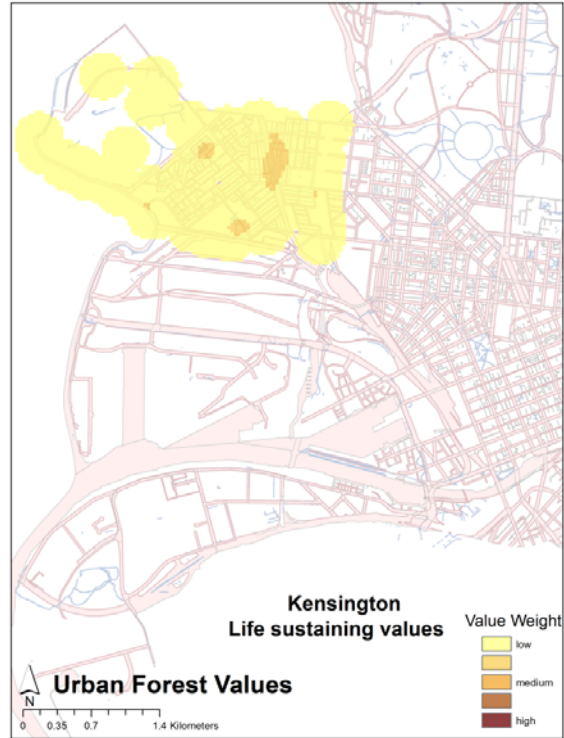 Kensington
Life sustaining values
Value Weight
low
medium
high
Urban Forest Values
N
0 0.35 0.7 1.4 Kilometers